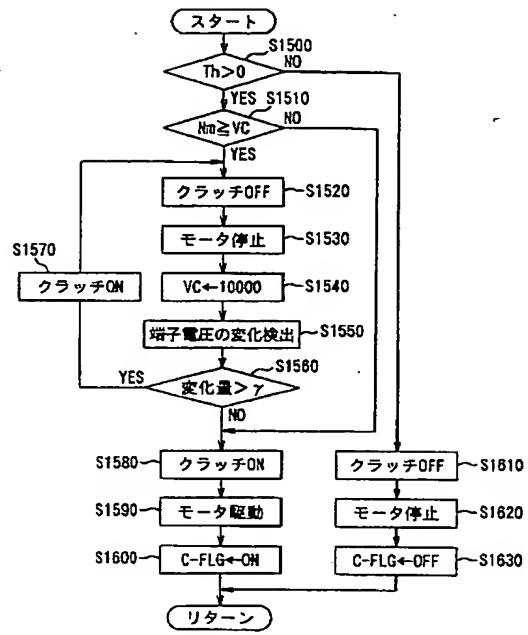 スタート
S1500
Th>0
NO
YES
S1510
Nm≧VC
NO
YES
クラッチOFF
S1520
モータ停止
S1530
S1570
クラッチON
VC←10000
S1540
端子電圧の変化検出
S1550
S1560
YES
変化量>γ
NO
S1580
クラッチON
クラッチOFF
S1610
S1590
モータ駆動
モータ停止
S1620
S1600
C-FLG←ON
C-FLG←OFF
S1630
リターン